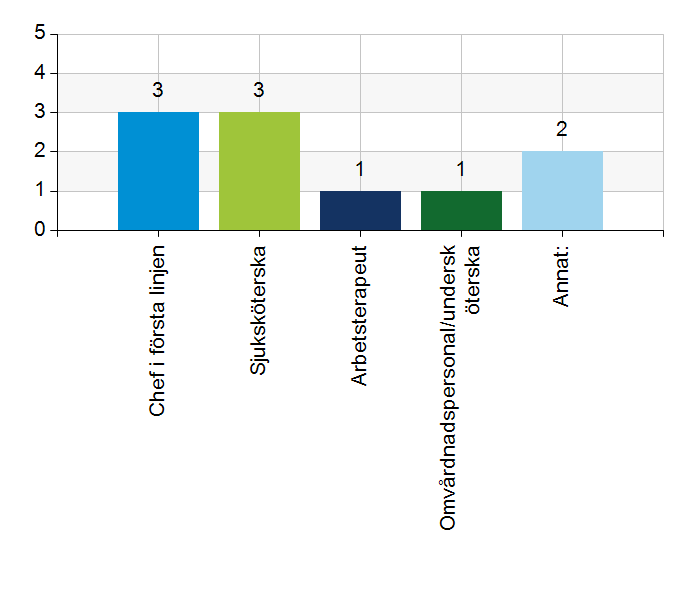 5
4
3
2
1
0
3
3
1
1
2
Chef i första linjen
Sjuksköterska
Arbetsterapeut
Omvårdnadspersonal/undersk
öterska
Annat: